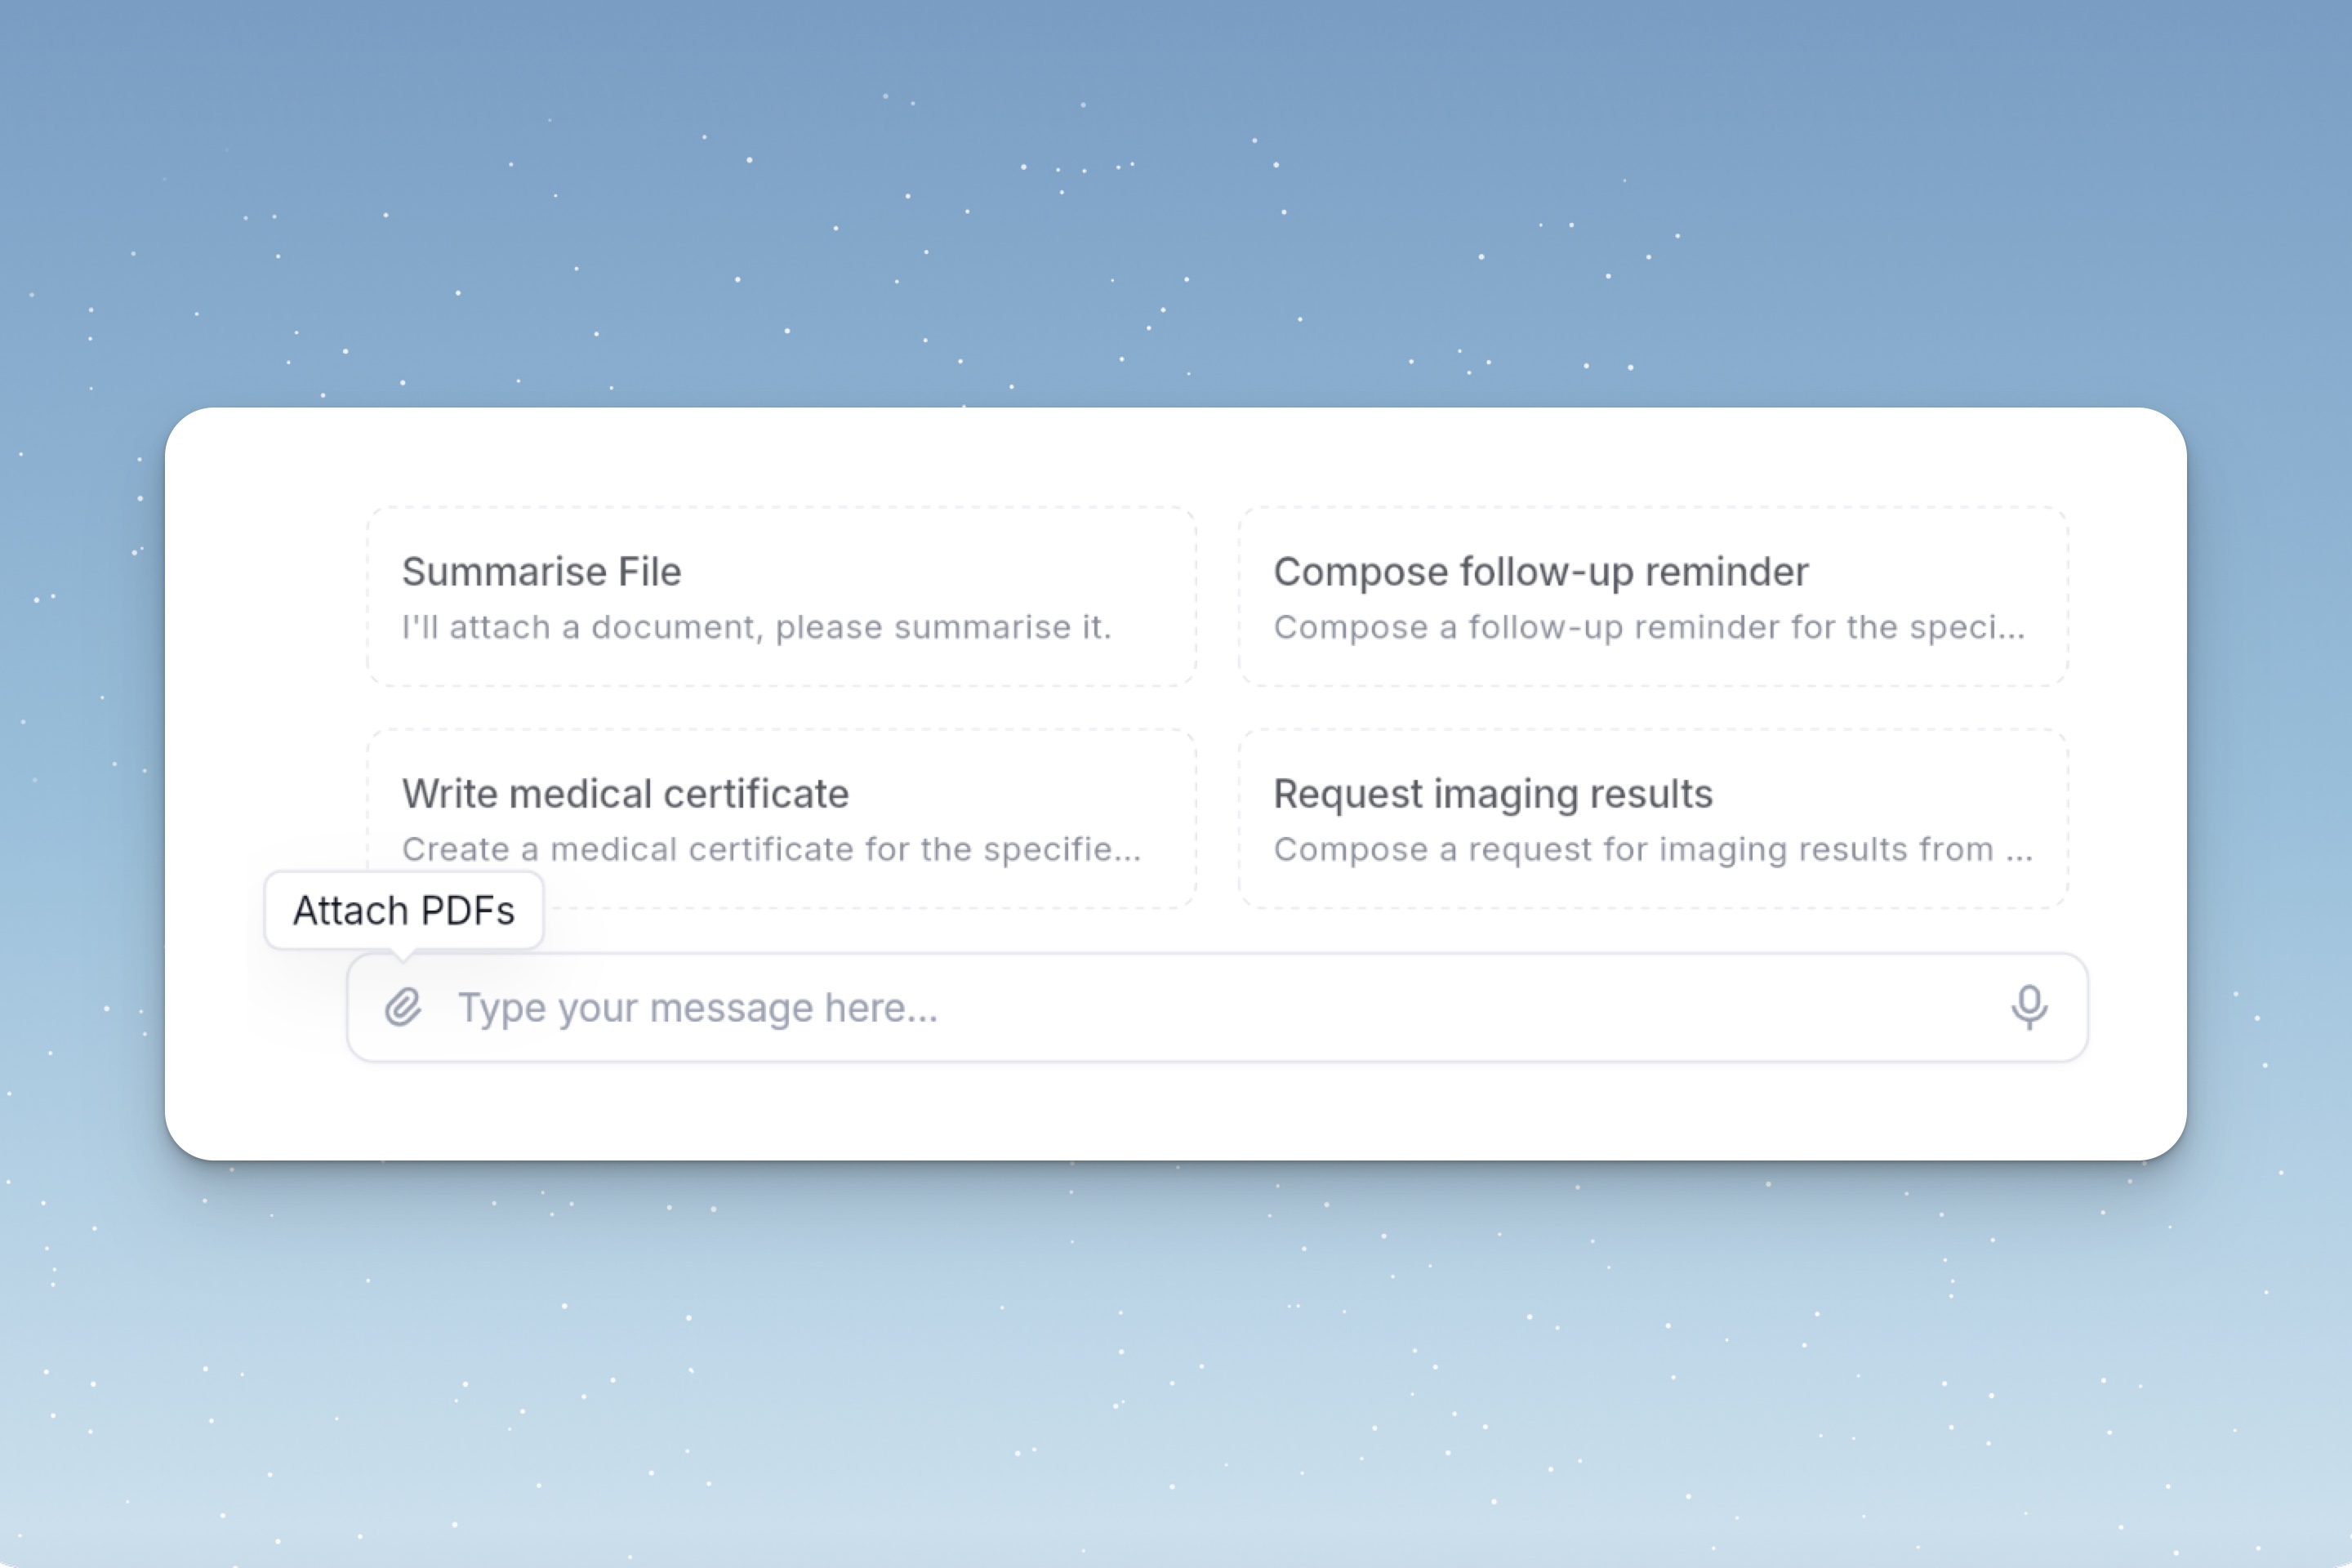 Summarise File
I'll attach a document, please summarise it.
Compose follow-up reminder
Compose a follow-up reminder for the speci...
Write medical certificate
Create a medical certificate for the specifie...
Request imaging results
Compose a request for imaging results from ...
Attach PDFs
Type your message here...